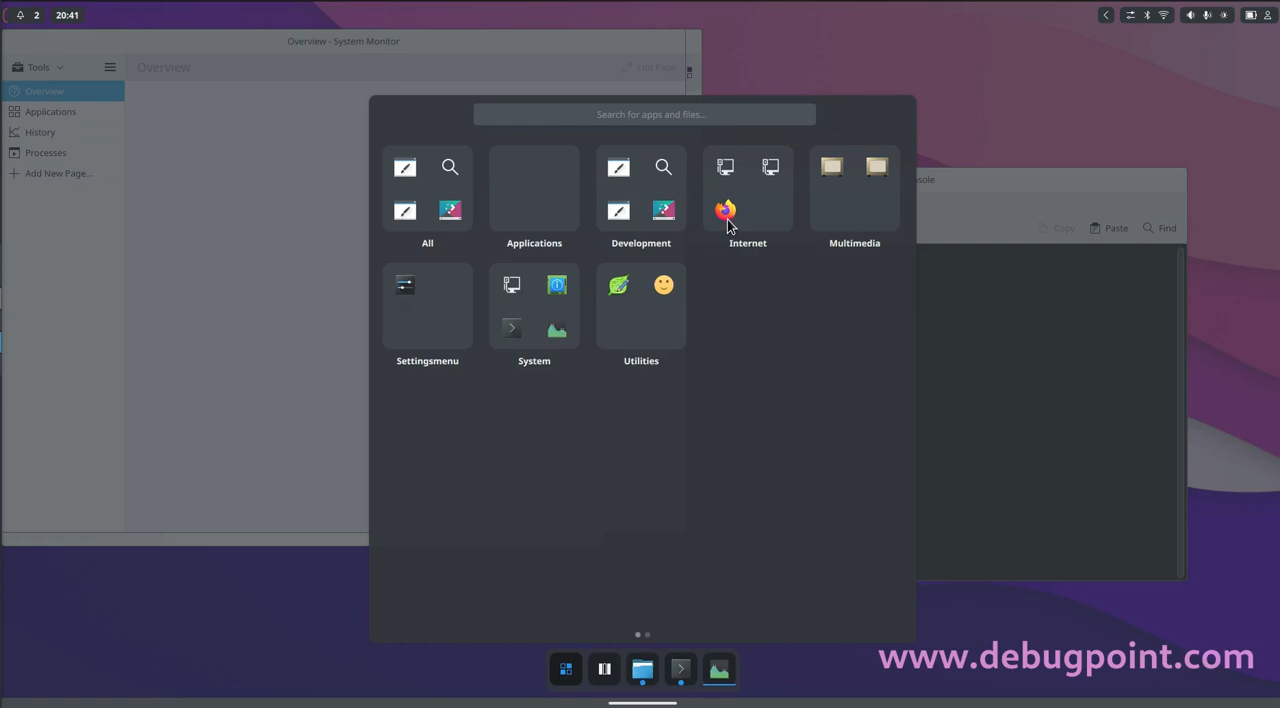 2
20:41
Overview - System Monitor
Tools
Overview
Edit Page
Overview
Applications
History
Processes
Add New Page...
Search for apps and files...
Copy
Paste
Find
All
Applications
Development
Internet
Multimedia
Settingsmenu
System
Utilities
www.debugpoint.com